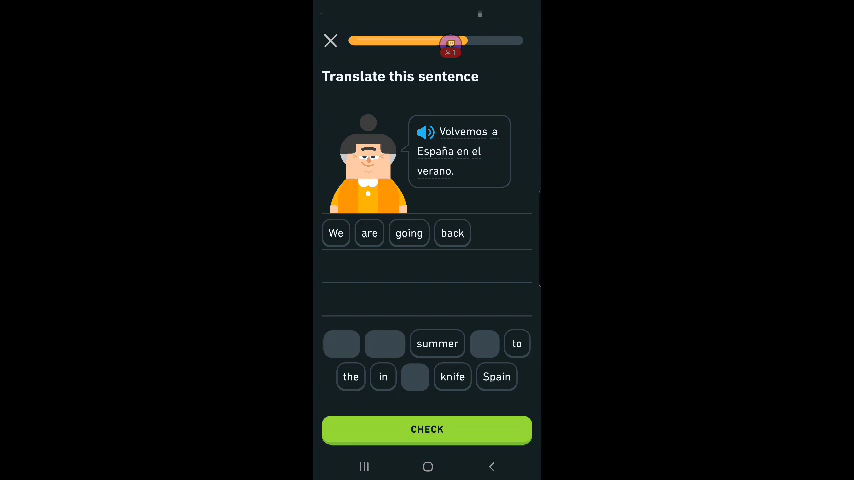 Translate this sentence
Volvemos a
España en el
verano.
We are going back
summer to
the in knife Spain
CHECK